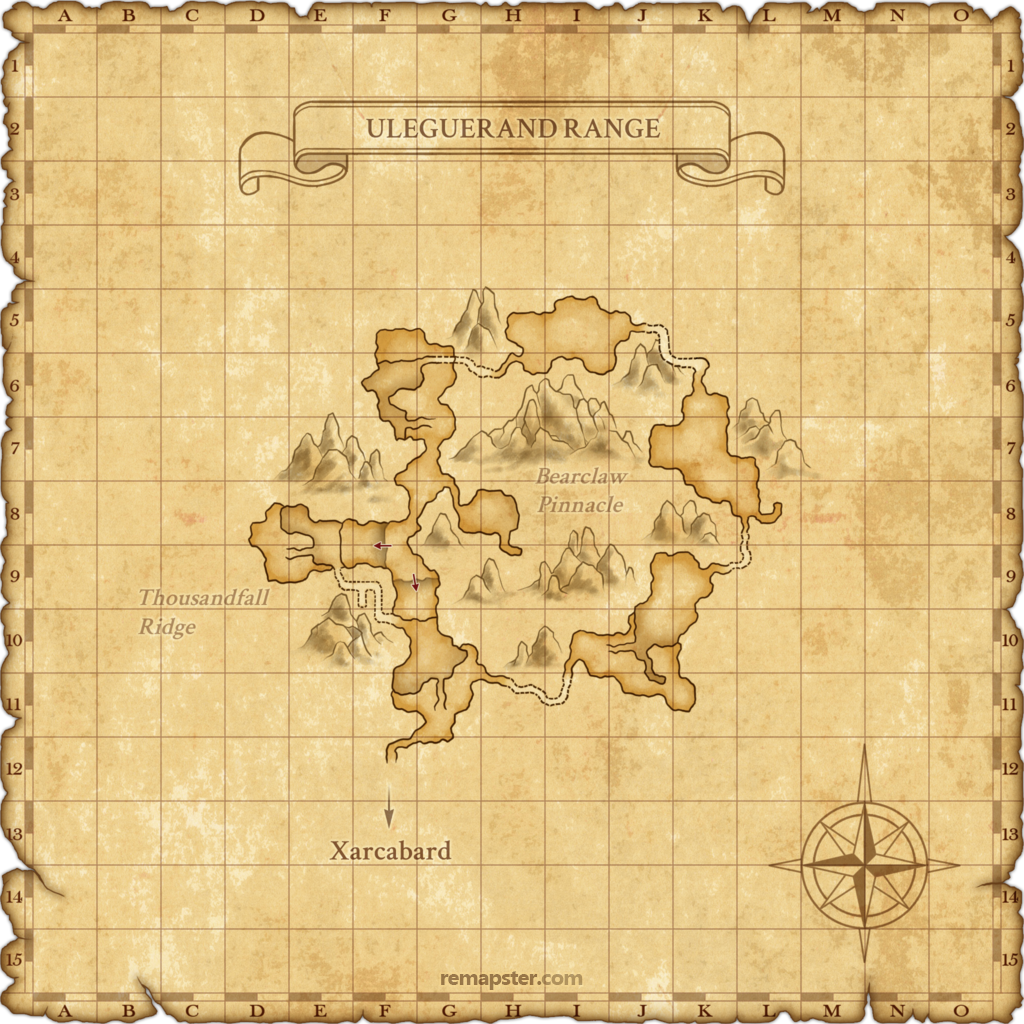 A B C D E F G H I J K L M N O
1 1
2 ULEGUERAND RANGE 2
3 3
4 4
5 5
6 6
7 7
Bearclaw
Pinnacle
8 8
9 9
Thousandfall
Ridge
10 10
11 11
12 12
13 13
Xarcabard
14 14
15 15
remapster.com
A B C D E F G H I J K L M N O